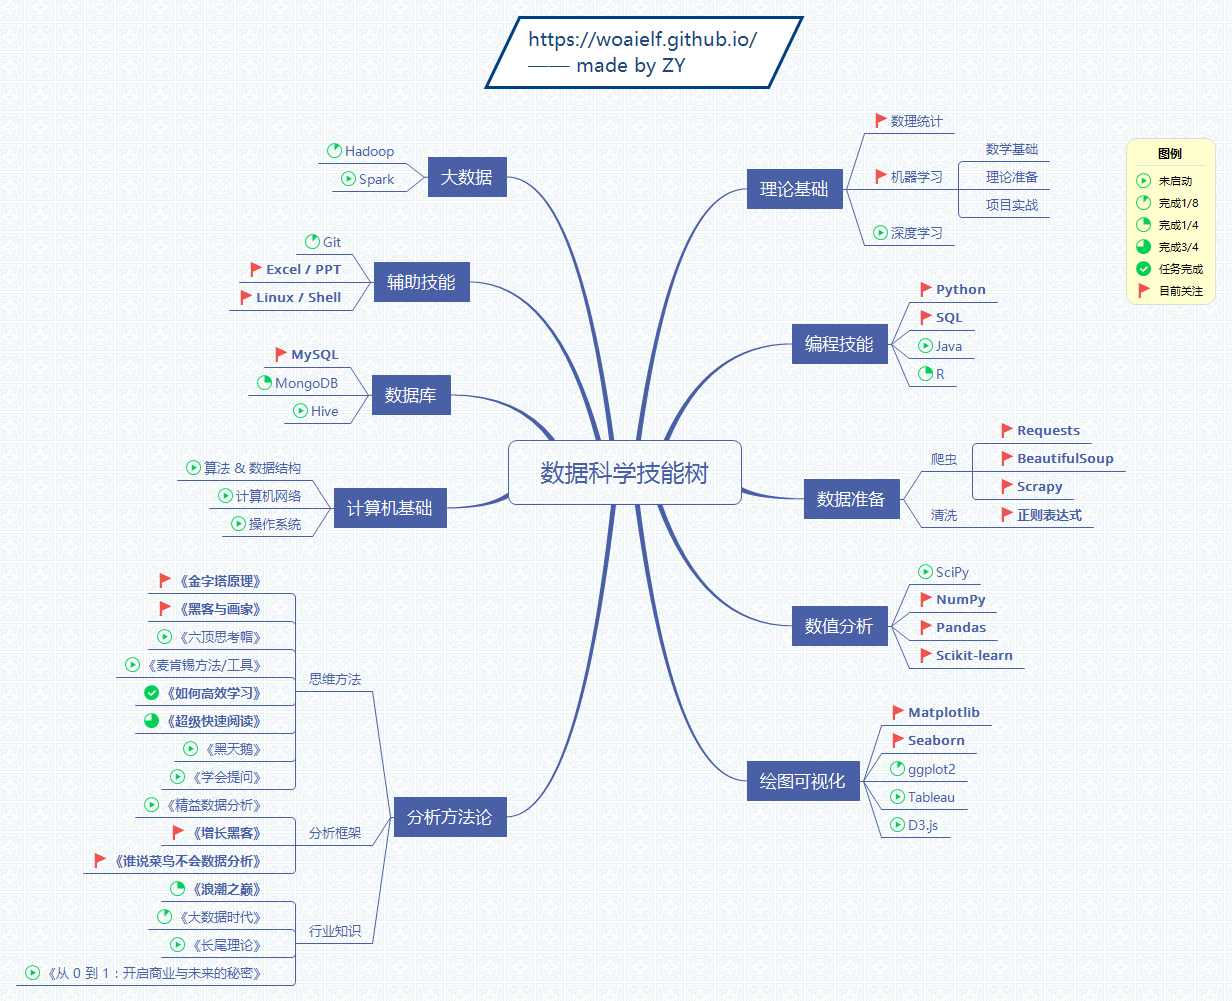 https://woaielf.github.io/
—— made by ZY
数据科学技能树
理论基础
数理统计
机器学习
数学基础
理论准备
项目实战
深度学习
编程技能
Python
SQL
Java
R
数据准备
爬虫
Requests
BeautifulSoup
Scrapy
清洗
正则表达式
数值分析
SciPy
NumPy
Pandas
Scikit-learn
绘图可视化
Matplotlib
Seaborn
ggplot2
Tableau
D3.js
大数据
Hadoop
Spark
辅助技能
Git
Excel / PPT
Linux / Shell
数据库
MySQL
MongoDB
Hive
计算机基础
算法 & 数据结构
计算机网络
操作系统
分析方法论
思维方法
《金字塔原理》
《黑客与画家》
《六顶思考帽》
《麦肯锡方法/工具》
《如何高效学习》
《超级快速阅读》
《黑天鹅》
《学会提问》
分析框架
《精益数据分析》
《增长黑客》
《谁说菜鸟不会数据分析》
行业知识
《浪潮之巅》
《大数据时代》
《长尾理论》
《从 0 到 1：开启商业与未来的秘密》
图例
未启动
完成1/8
完成1/4
完成3/4
任务完成
目前关注